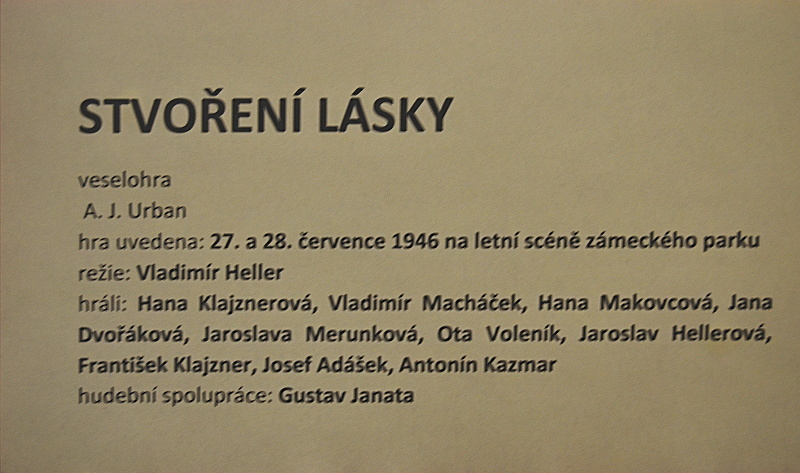 STVOŘENÍ LÁSKY
veselohra
A. J. Urban
hra uvedena: 27. a 28. července 1946 na letní scéně zámeckého parku
režie: Vladimír Heller
hráli: Hana Klajznerová, Vladimír Macháček, Hana Makovcová, Jana
Dvořáková, Jaroslava Merunková, Ota Voleník, Jaroslav Hellerová,
František Klajzner, Josef Adášek, Antonín Kazmar
hudební spolupráce: Gustav Janata